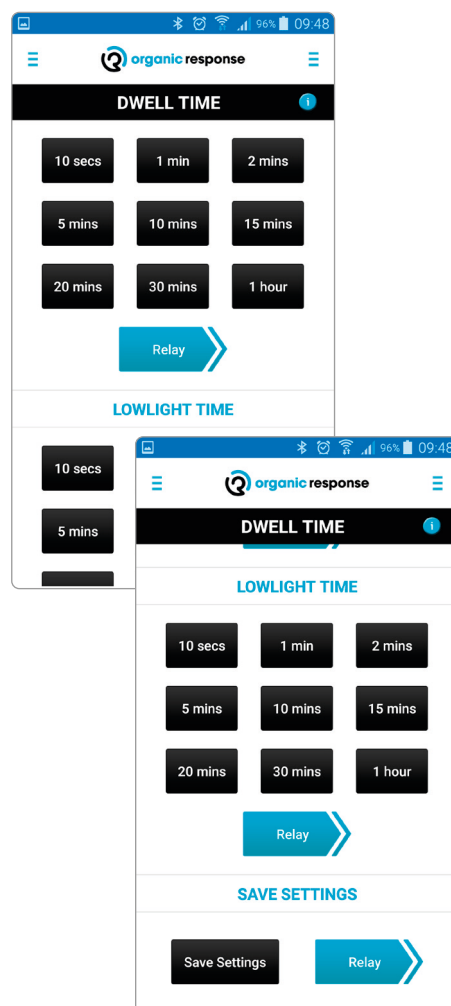 96% 09:48
organic response
DWELL TIME
10 secs 1 min 2 mins
5 mins 10 mins 15 mins
20 mins 30 mins 1 hour
Relay
LOWLIGHT TIME
10 secs
5 mins
96% 09:48
organic response
DWELL TIME
LOWLIGHT TIME
10 secs 1 min 2 mins
5 mins 10 mins 15 mins
20 mins 30 mins 1 hour
Relay
SAVE SETTINGS
Save Settings Relay